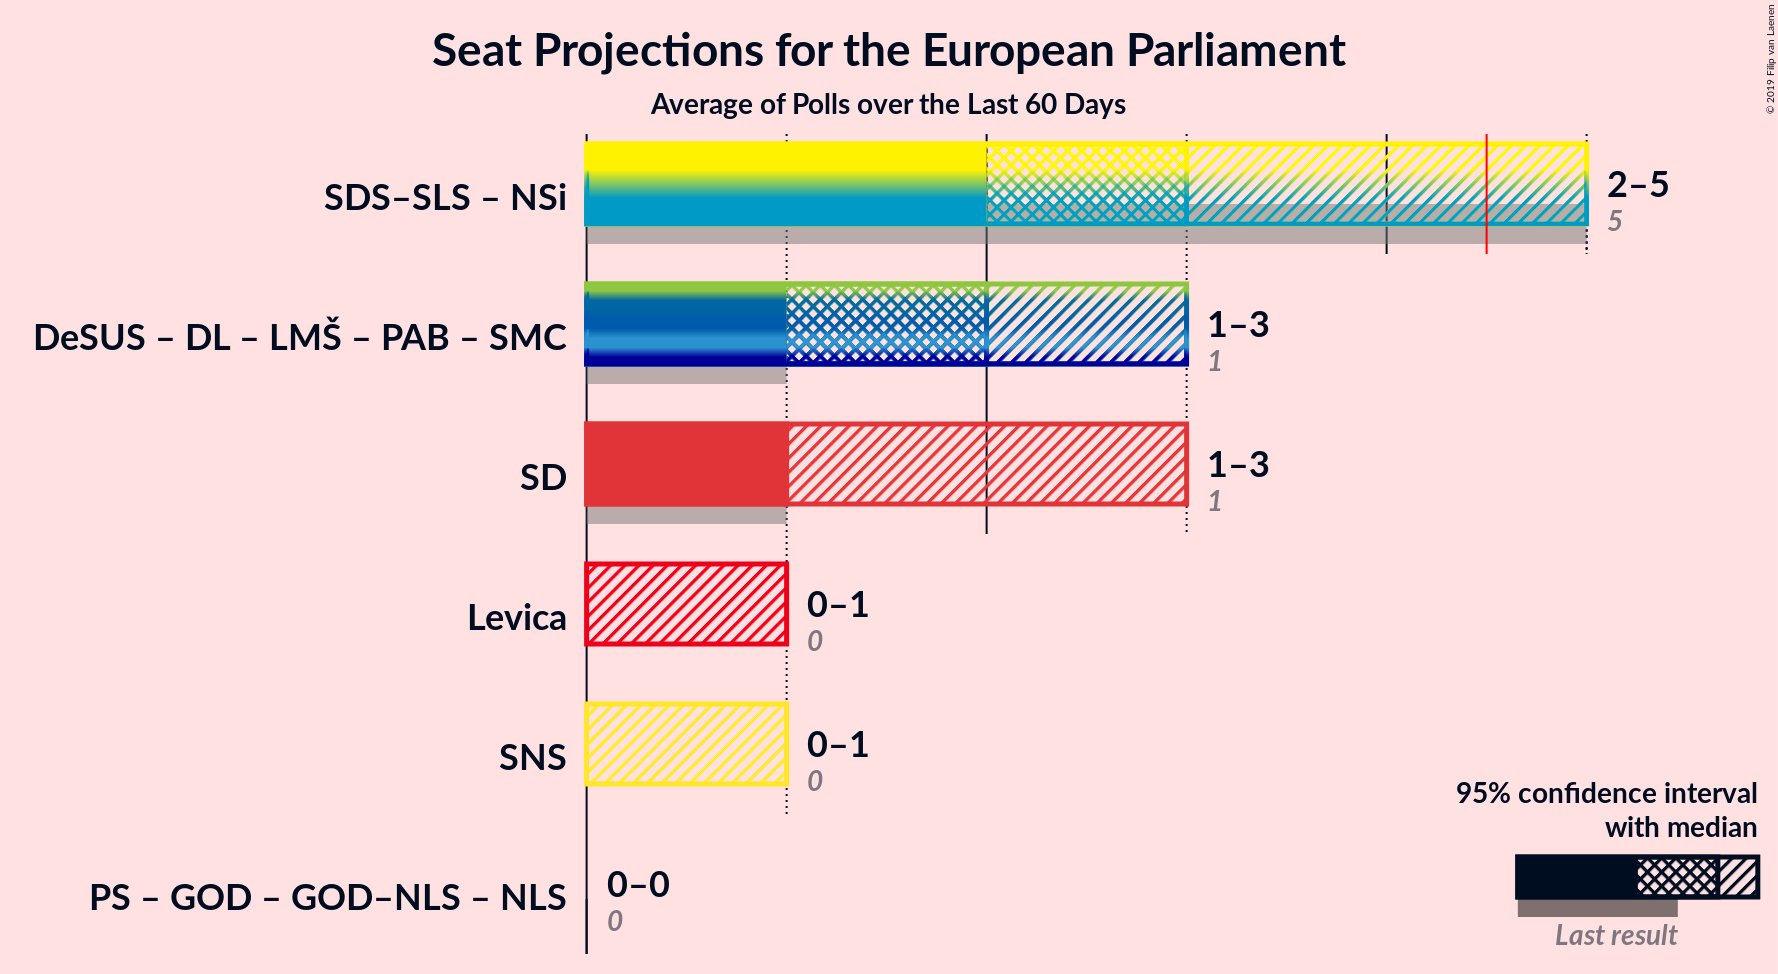 Seat Projections for the European Parliament
Average of Polls over the Last 60 Days
© 2019 Filip van Laenen
SDS–SLS – NSi
2–5
5
DeSUS – DL – LMŠ – PAB – SMC
1–3
1
SD
1–3
1
Levica
0–1
0
SNS
0–1
0
PS – GOD – GOD–NLS – NLS
0–0
0
95% confidence interval
with median
Last result